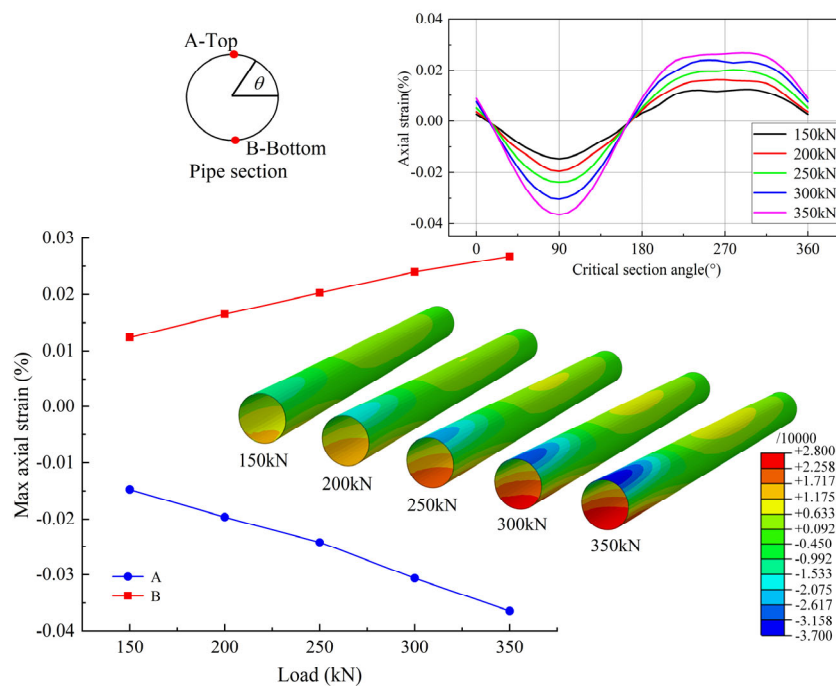 A-Top
θ
B-Bottom
Pipe section
0.04
0.02
0.00
-0.02
-0.04
Axial strain(%)
150kN
200kN
250kN
300kN
350kN
0
90
180
270
360
Critical section angle(°)
0.03
0.02
0.01
0.00
-0.01
-0.02
-0.03
-0.04
Max axial strain (%)
A
B
150
200
250
300
350
Load (kN)
150kN
200kN
250kN
300kN
350kN
/10000
+2.800
+2.258
+1.717
+1.175
+0.633
+0.092
-0.450
-0.992
-1.533
-2.075
-2.617
-3.158
-3.700